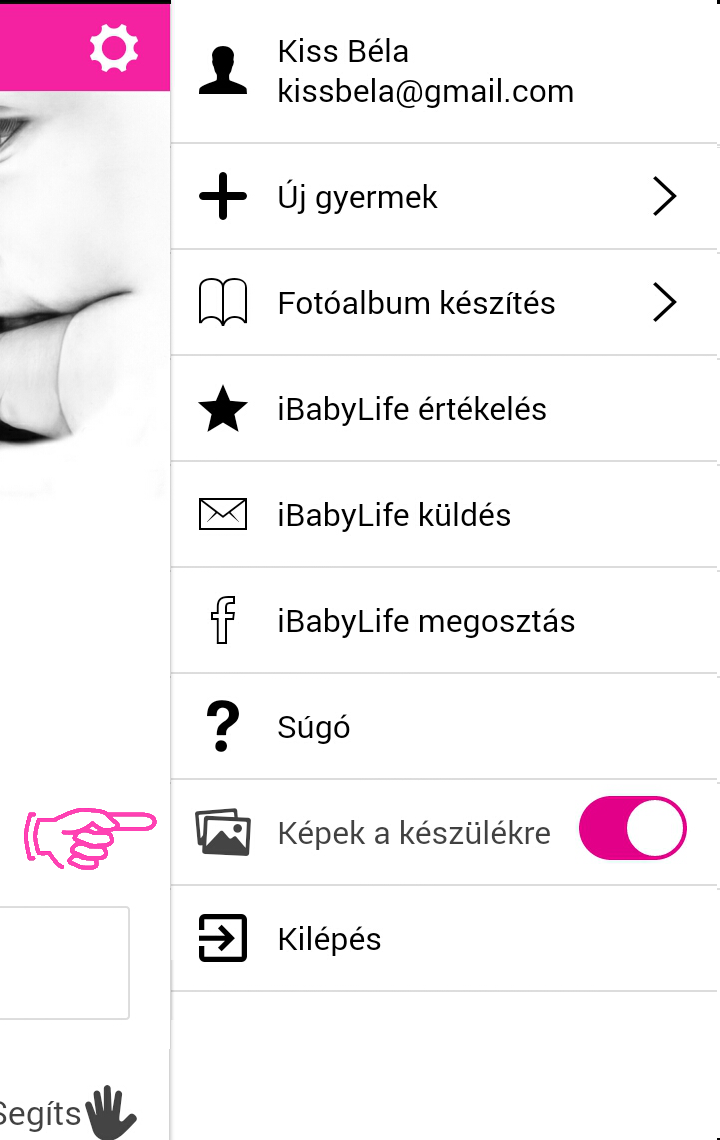 Kiss Béla
kissbela@gmail.com
Új gyermek
Fotóalbum készítés
iBabyLife értékelés
iBabyLife küldés
iBabyLife megosztás
Súgó
Képek a készülékre
Kilépés
Segíts